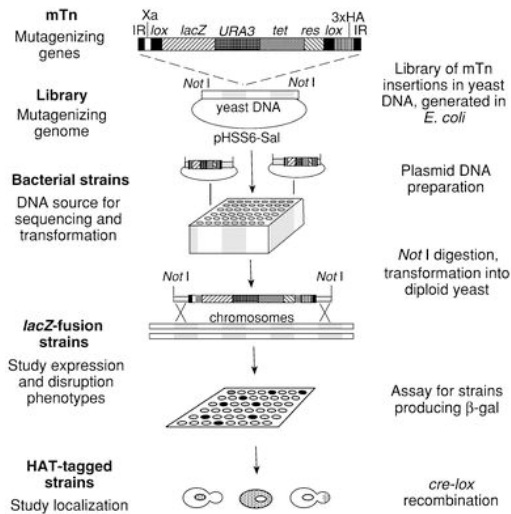 mTn
Mutagenizing
genes
Xa
3xHA
IR lox lacZ URA3 tet res lox IR
Library
Mutagenizing
genome
Not I
Not I
yeast DNA
pHSS6-Sal
Library of mTn
insertions in yeast
DNA, generated in
E. coli
Bacterial strains
DNA source for
sequencing and
transformation
Plasmid DNA
preparation
Not I
Not I
chromosomes
Not I digestion,
transformation into
diploid yeast
lacZ-fusion
strains
Study expression
and disruption
phenotypes
Assay for strains
producing β-gal
HAT-tagged
strains
Study localization
cre-lox
recombination